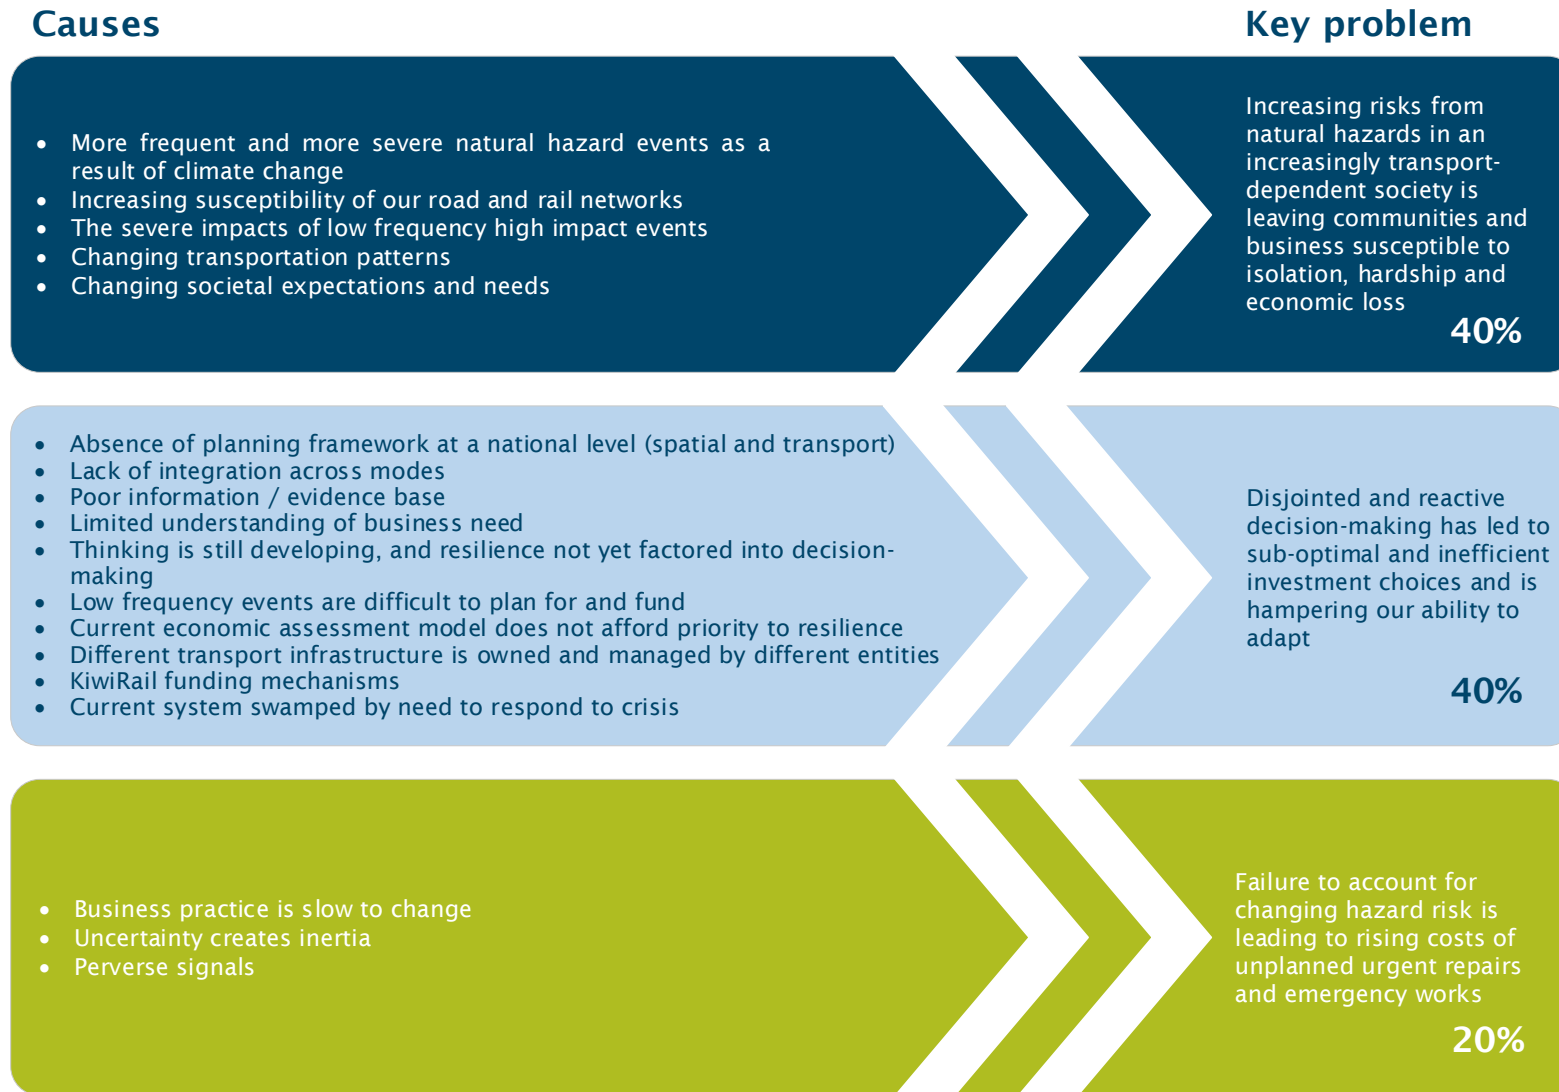 Causes
Key problem
• More frequent and more severe natural hazard events as a
result of climate change
• Increasing susceptibility of our road and rail networks
• The severe impacts of low frequency high impact events
• Changing transportation patterns
• Changing societal expectations and needs
Increasing risks from
natural hazards in an
increasingly transport-
dependent society is
leaving communities and
business susceptible to
isolation, hardship and
economic loss
40%
• Absence of planning framework at a national level (spatial and transport)
• Lack of integration across modes
• Poor information / evidence base
• Limited understanding of business need
• Thinking is still developing, and resilience not yet factored into decision-
making
• Low frequency events are difficult to plan for and fund
• Current economic assessment model does not afford priority to resilience
• Different transport infrastructure is owned and managed by different entities
• KiwiRail funding mechanisms
• Current system swamped by need to respond to crisis
Disjointed and reactive
decision-making has led to
sub-optimal and inefficient
investment choices and is
hampering our ability to
adapt
40%
• Business practice is slow to change
• Uncertainty creates inertia
• Perverse signals
Failure to account for
changing hazard risk is
leading to rising costs of
unplanned urgent repairs
and emergency works
20%